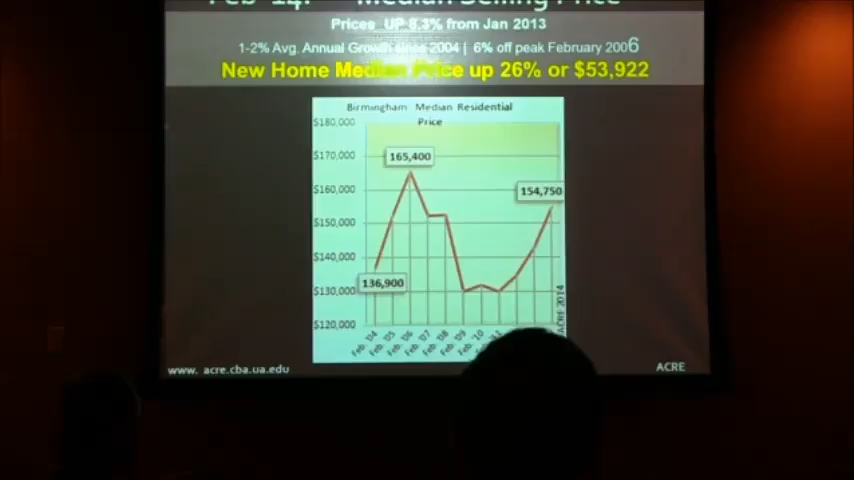 Feb '14: Median Selling Price
Prices UP 8.3% from Jan 2013
1-2% Avg. Annual Growth since 2004 | 6% off peak February 2006
New Home Median Price up 26% or $53,922
Birmingham Median Residential
Price
$180,000
$170,000
165,400
$160,000
154,750
$150,000
$140,000
136,900
$130,000
$120,000
Feb. '04
Feb. '05
Feb. '06
Feb. '07
Feb. '08
Feb. '09
Feb. '10
ACRE 2014
www. acre.cba.ua.edu
ACRE